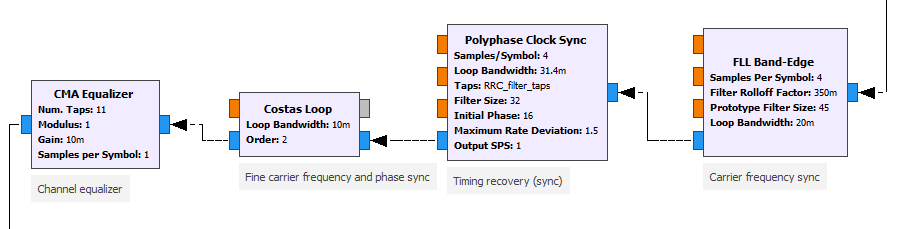 CMA Equalizer
Num. Taps: 11
Modulus: 1
Gain: 10m
Samples per Symbol: 1
Channel equalizer
Costas Loop
Loop Bandwidth: 10m
Order: 2
Fine carrier frequency and phase sync
Polyphase Clock Sync
Samples/Symbol: 4
Loop Bandwidth: 31.4m
Taps: RRC_filter_taps
Filter Size: 32
Initial Phase: 16
Maximum Rate Deviation: 1.5
Output SPS: 1
Timing recovery (sync)
FLL Band-Edge
Samples Per Symbol: 4
Filter Rolloff Factor: 350m
Prototype Filter Size: 45
Loop Bandwidth: 20m
Carrier frequency sync